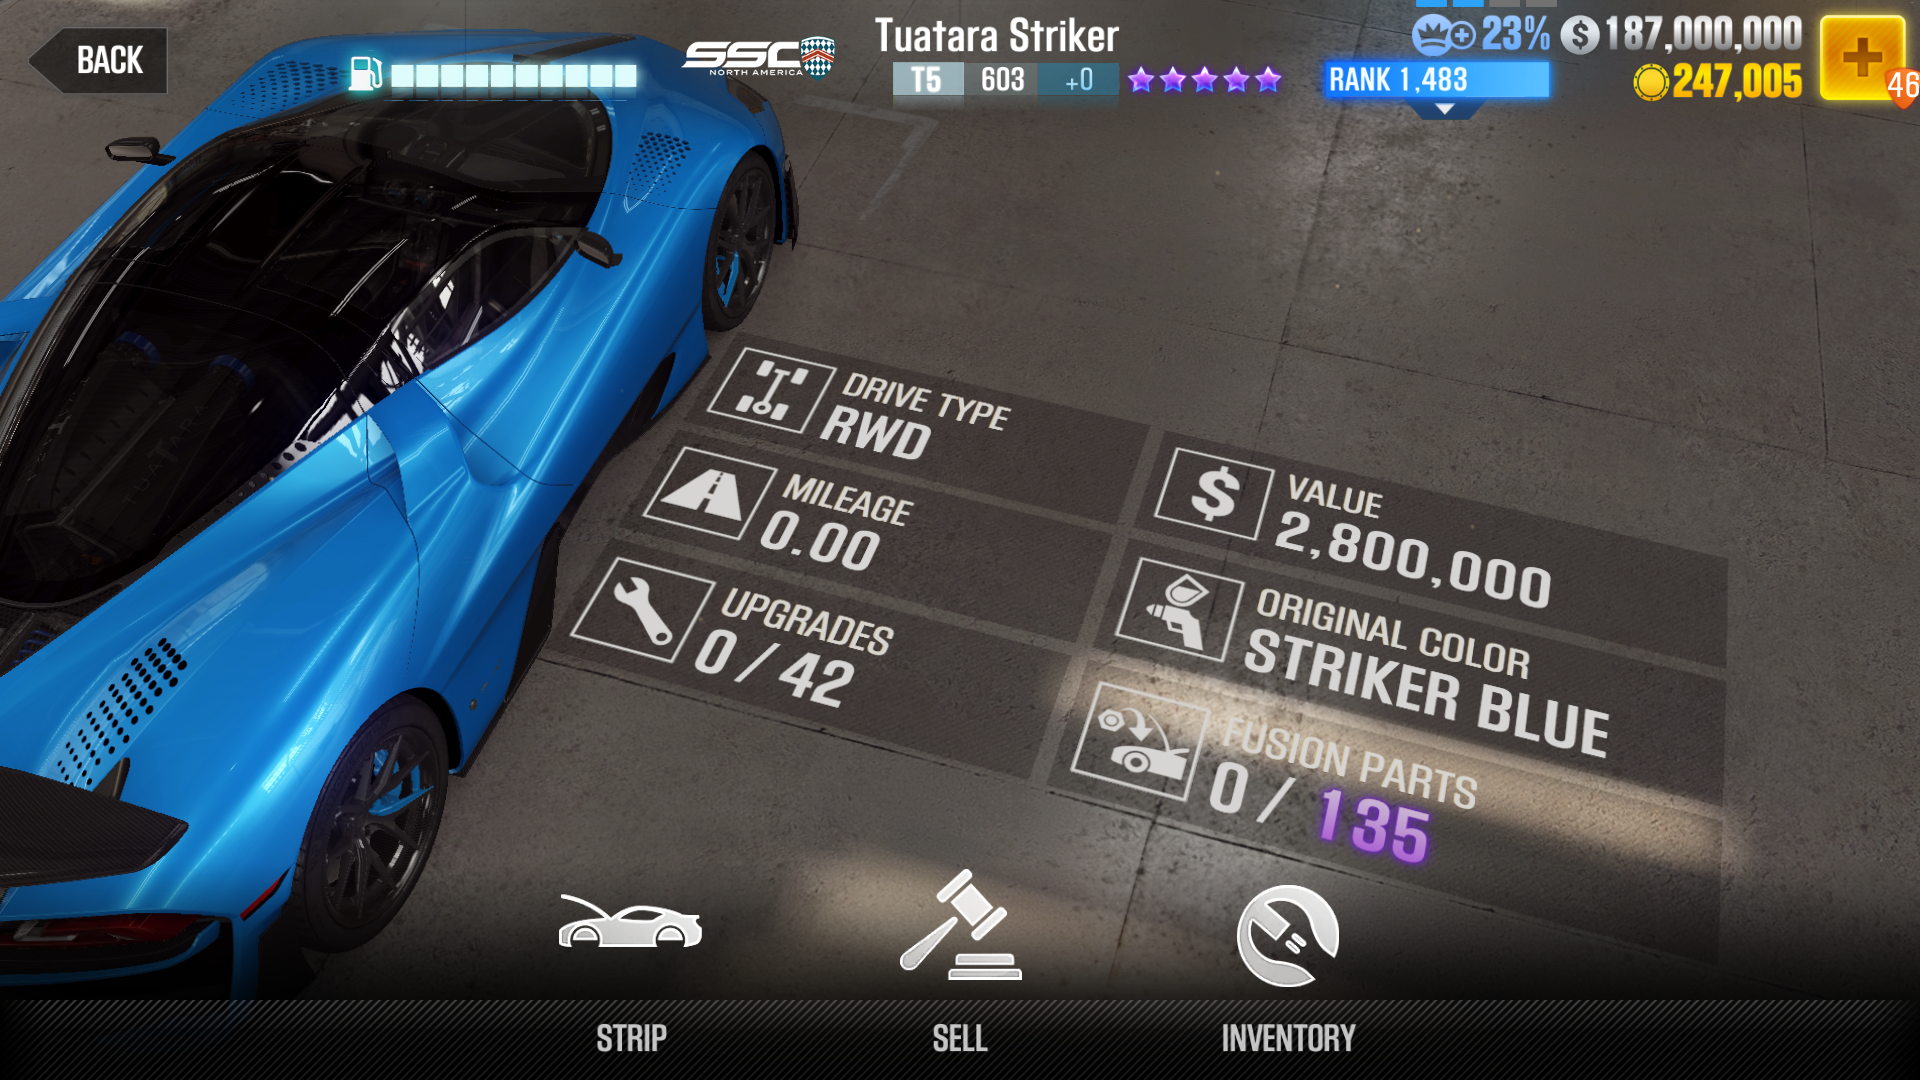 BACK
SSC
NORTH AMERICA
Tuatara Striker
T5 603 +0
RANK 1,483
23%
187,000,000
247,005
46
DRIVE TYPE
RWD
MILEAGE
0.00
UPGRADES
0 / 42
VALUE
2,800,000
ORIGINAL COLOR
STRIKER BLUE
FUSION PARTS
0 / 135
TUATARA
STRIP
SELL
INVENTORY